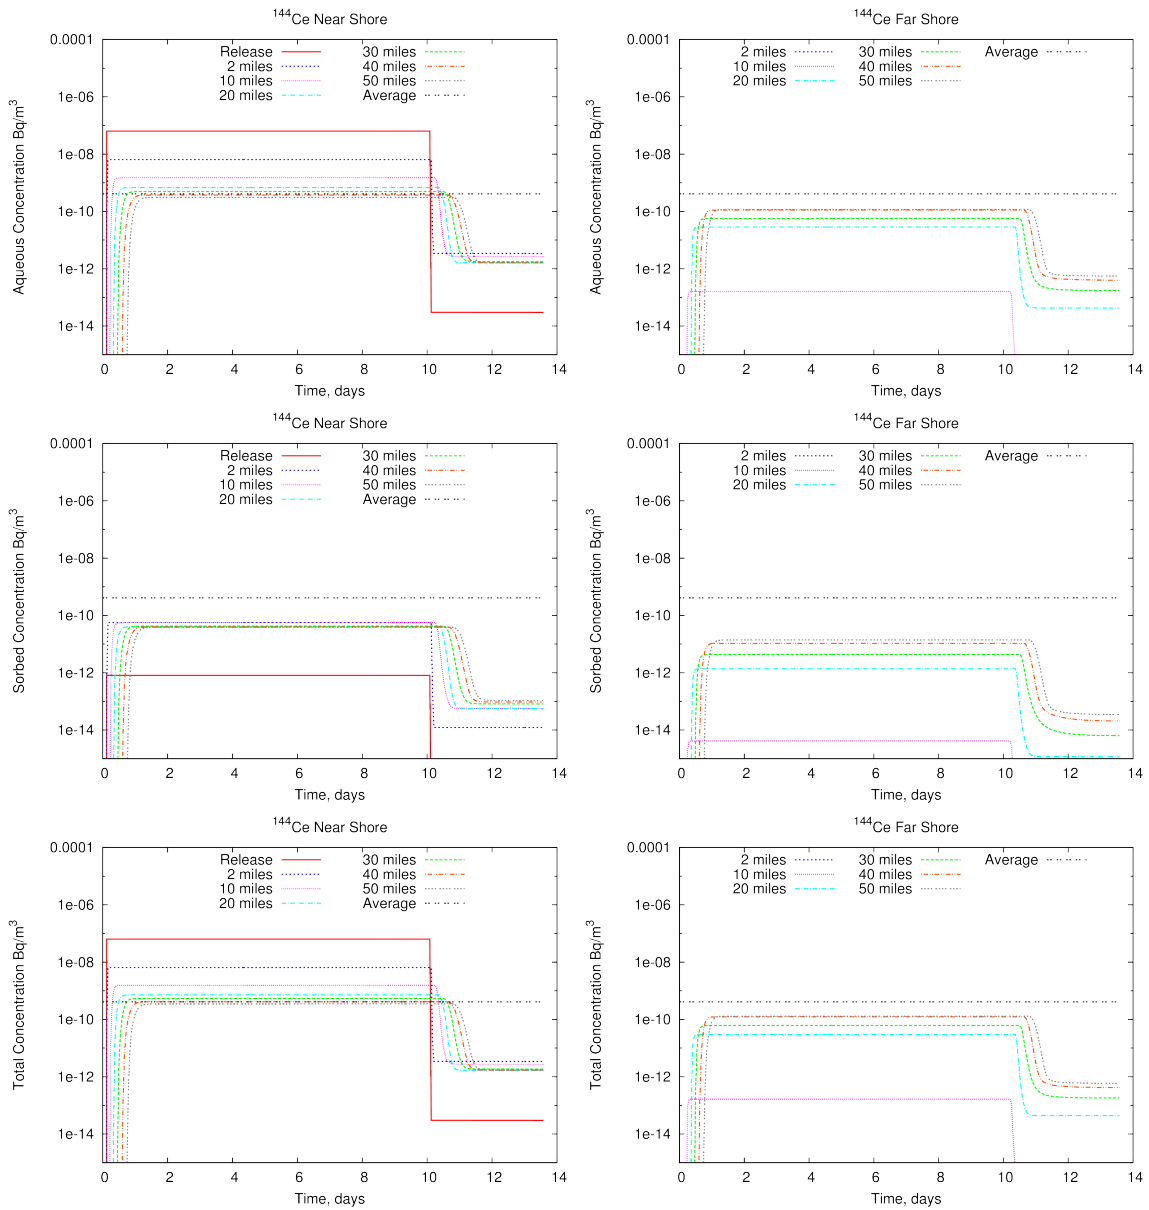 ¹⁴⁴Ce Near Shore
Aqueous Concentration Bq/m³
0.0001
1e-06
1e-08
1e-10
1e-12
1e-14
Release
2 miles
10 miles
20 miles
30 miles
40 miles
50 miles
Average
0 2 4 6 8 10 12 14
Time, days
¹⁴⁴Ce Far Shore
Aqueous Concentration Bq/m³
0.0001
1e-06
1e-08
1e-10
1e-12
1e-14
2 miles
10 miles
20 miles
30 miles
40 miles
50 miles
Average
0 2 4 6 8 10 12 14
Time, days
¹⁴⁴Ce Near Shore
Sorbed Concentration Bq/m³
0.0001
1e-06
1e-08
1e-10
1e-12
1e-14
Release
2 miles
10 miles
20 miles
30 miles
40 miles
50 miles
Average
0 2 4 6 8 10 12 14
Time, days
¹⁴⁴Ce Far Shore
Sorbed Concentration Bq/m³
0.0001
1e-06
1e-08
1e-10
1e-12
1e-14
2 miles
10 miles
20 miles
30 miles
40 miles
50 miles
Average
0 2 4 6 8 10 12 14
Time, days
¹⁴⁴Ce Near Shore
Total Concentration Bq/m³
0.0001
1e-06
1e-08
1e-10
1e-12
1e-14
Release
2 miles
10 miles
20 miles
30 miles
40 miles
50 miles
Average
0 2 4 6 8 10 12 14
Time, days
¹⁴⁴Ce Far Shore
Total Concentration Bq/m³
0.0001
1e-06
1e-08
1e-10
1e-12
1e-14
2 miles
10 miles
20 miles
30 miles
40 miles
50 miles
Average
0 2 4 6 8 10 12 14
Time, days